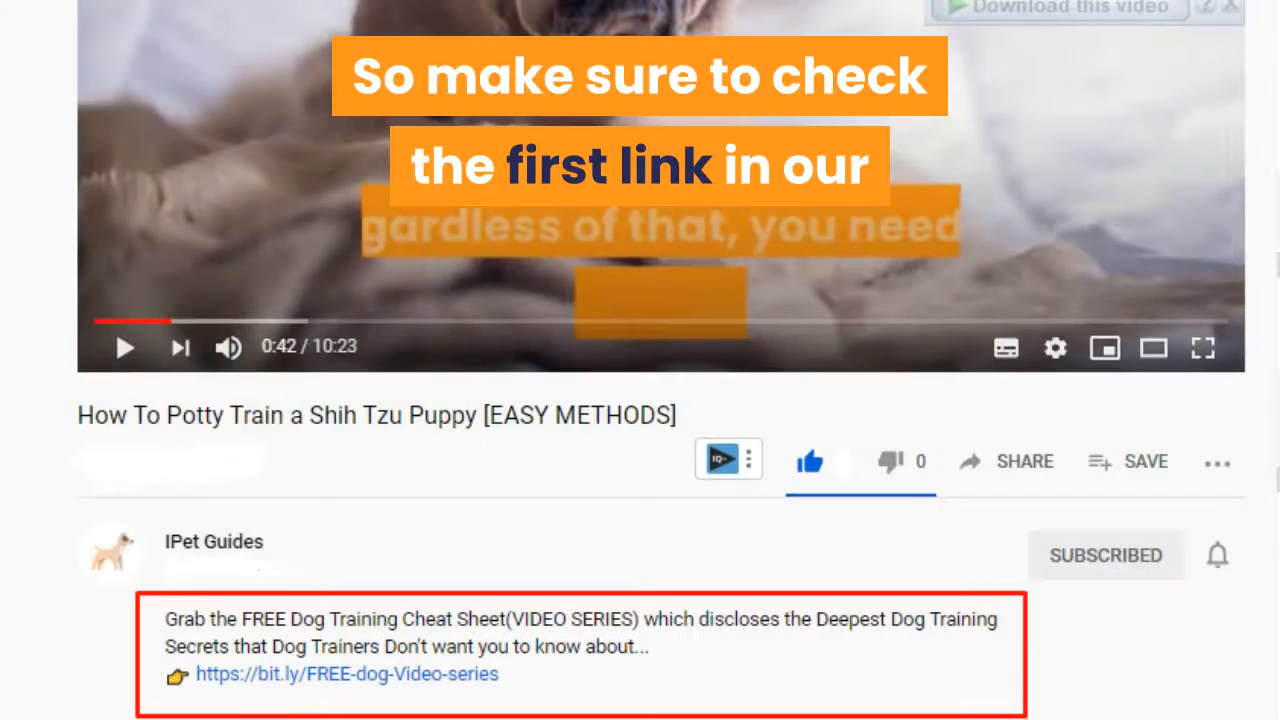 Download this video
So make sure to check
the first link in our
gardless of that, you need
0:42 / 10:23
How To Potty Train a Shih Tzu Puppy [EASY METHODS]
IQ
0
SHARE
SAVE
IPet Guides
SUBSCRIBED
Grab the FREE Dog Training Cheat Sheet(VIDEO SERIES) which discloses the Deepest Dog Training
Secrets that Dog Trainers Don't want you to know about...
👉 https://bit.ly/FREE-dog-Video-series